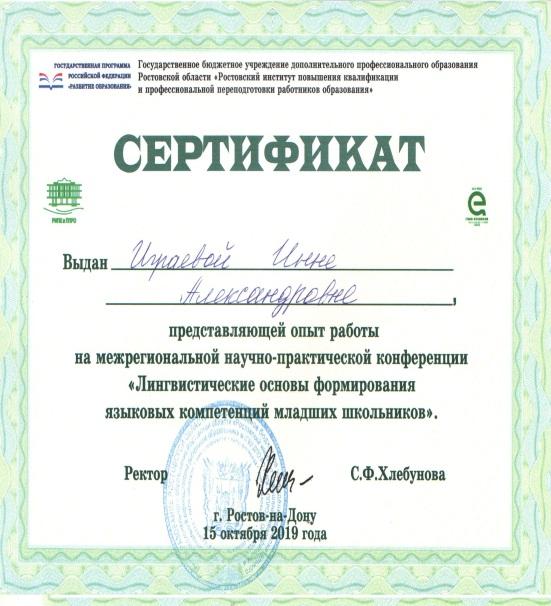 ГОСУДАРСТВЕННАЯ ПРОГРАММА
РОССИЙСКОЙ ФЕДЕРАЦИИ
«РАЗВИТИЕ ОБРАЗОВАНИЯ»
Государственное бюджетное учреждение дополнительного профессионального образования
Ростовской области «Ростовский институт повышения квалификации
и профессиональной переподготовки работников образования»
СЕРТИФИКАТ
РИПК и ППРО
Выдан Играевой Инне
Александровне,
представляющей опыт работы
на межрегиональной научно-практической конференции
«Лингвистические основы формирования
языковых компетенций младших школьников».
Ректор С.Ф.Хлебунова
г. Ростов-на-Дону
15 октября 2019 года